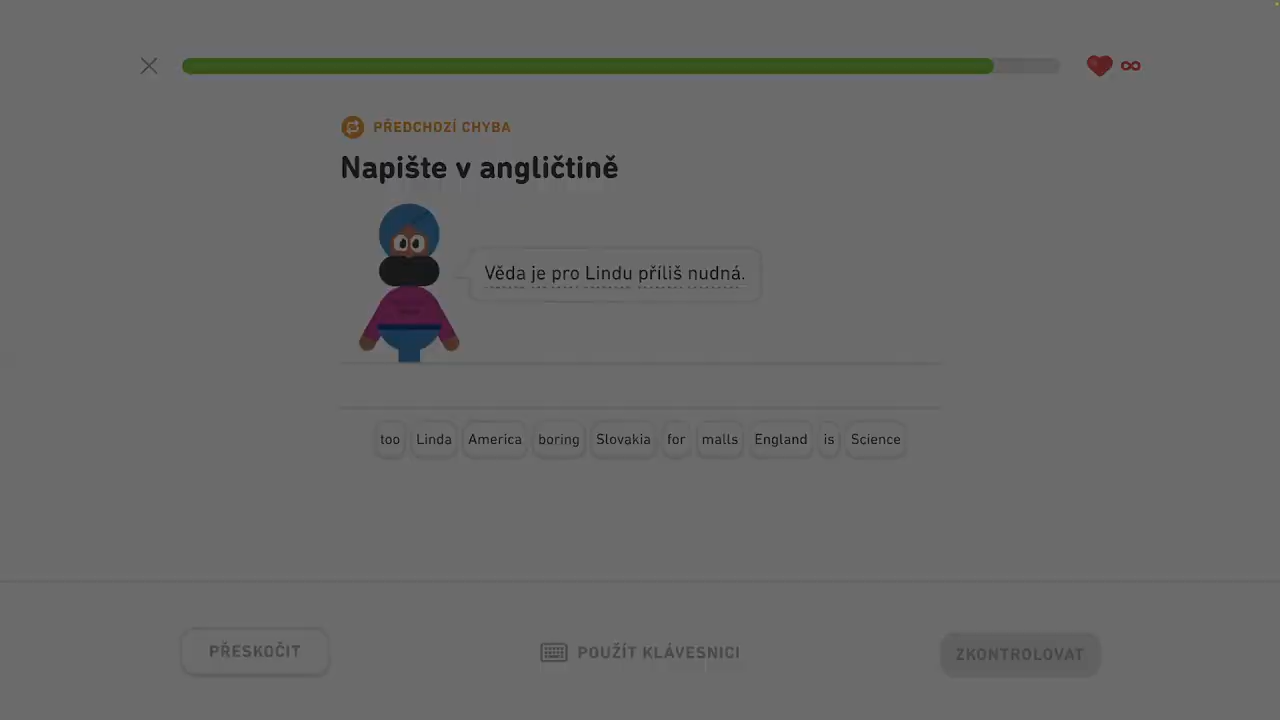 PŘEDCHOZÍ CHYBA
Napište v angličtině
Věda je pro Lindu příliš nudná.
too Linda America boring Slovakia for malls England is Science
PŘESKOČIT POUŽÍT KLÁVESNICI ZKONTROLOVAT